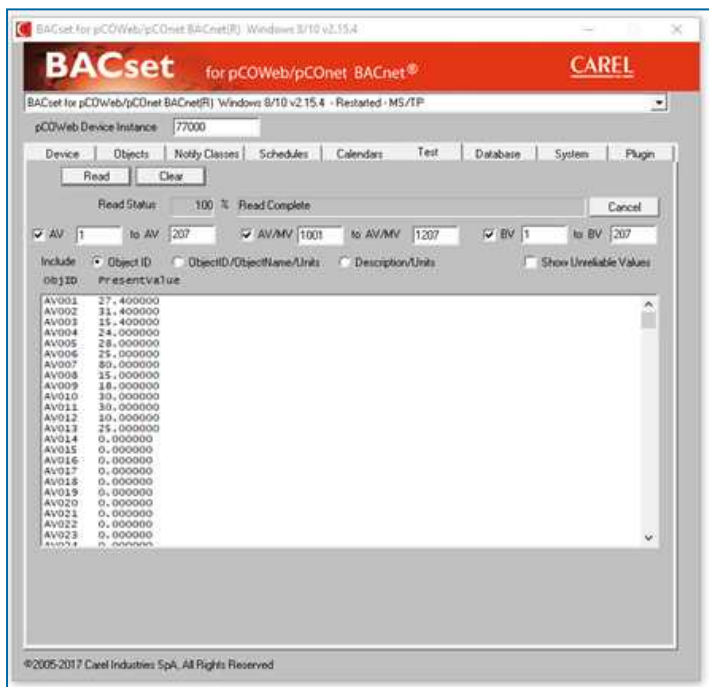 BACset for pCOWeb/pCOnet BACnet(R) Windows 8/10 v2.15.4
BACset for pCOWeb/pCOnet BACnet® CAREL
BACset for pCOWeb/pCOnet BACnet(R) Windows 8/10 v2.15.4 - Restarted - MS/TP
pCOWeb Device Instance 77000
Device Objects Notify Classes Schedules Calendars Test Database System Plugin
Read Clear
Read Status 100 % Read Complete Cancel
AV 1 to AV 207 AV/MV 1001 to AV/MV 1207 BV 1 to BV 207
Include Object ID ObjectID/ObjectName/Units Description/Units Show Unreliable Values
ObjID PresentValue
AV001 27.400000
AV002 31.400000
AV003 15.400000
AV004 24.000000
AV005 28.000000
AV006 25.000000
AV007 80.000000
AV008 15.000000
AV009 18.000000
AV010 30.000000
AV011 30.000000
AV012 10.000000
AV013 25.000000
AV014 0.000000
AV015 0.000000
AV016 0.000000
AV017 0.000000
AV018 0.000000
AV019 0.000000
AV020 0.000000
AV021 0.000000
AV022 0.000000
AV023 0.000000
AV024 0.000000
©2005-2017 Carel Industries SpA, All Rights Reserved